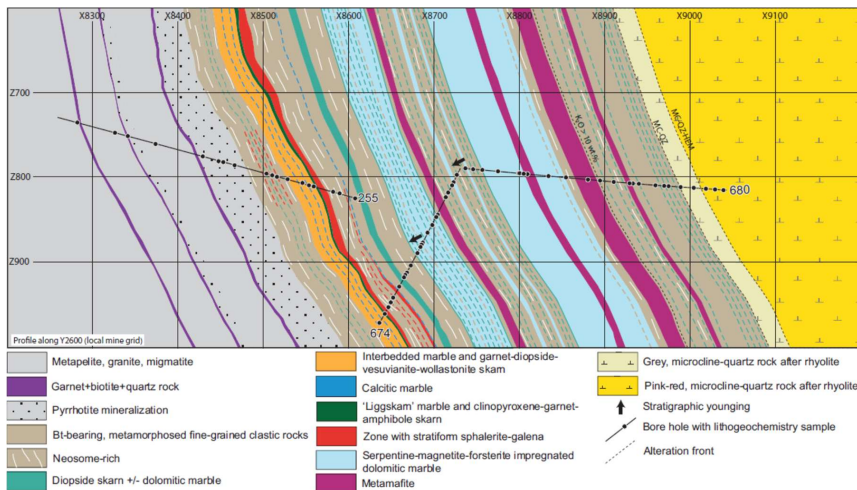 X8300 X8400 X8500 X8600 X8700 X8800 X8900 X9000 X9100
Z2700
Z2800
Z2900
K₂O > 10 wt.%
MC-QZ
MC-QZ-HEM
255
680
674
Profile along Y2600 (local mine grid)
Metapelite, granite, migmatite
Garnet+biotite+quartz rock
Pyrrhotite mineralization
Bt-bearing, metamorphosed fine-grained clastic rocks
Neosome-rich
Diopside skarn +/- dolomitic marble
Interbedded marble and garnet-diopside-
vesuvianite-wollastonite skam
Calcitic marble
'Liggskam' marble and clinopyroxene-garnet-
amphibole skarn
Zone with stratiform sphalerite-galena
Serpentine-magnetite-forsterite impregnated
dolomitic marble
Metamafite
Grey, microcline-quartz rock after rhyolite
Pink-red, microcline-quartz rock after rhyolite
Stratigraphic younging
Bore hole with lithogeochemistry sample
Alteration front